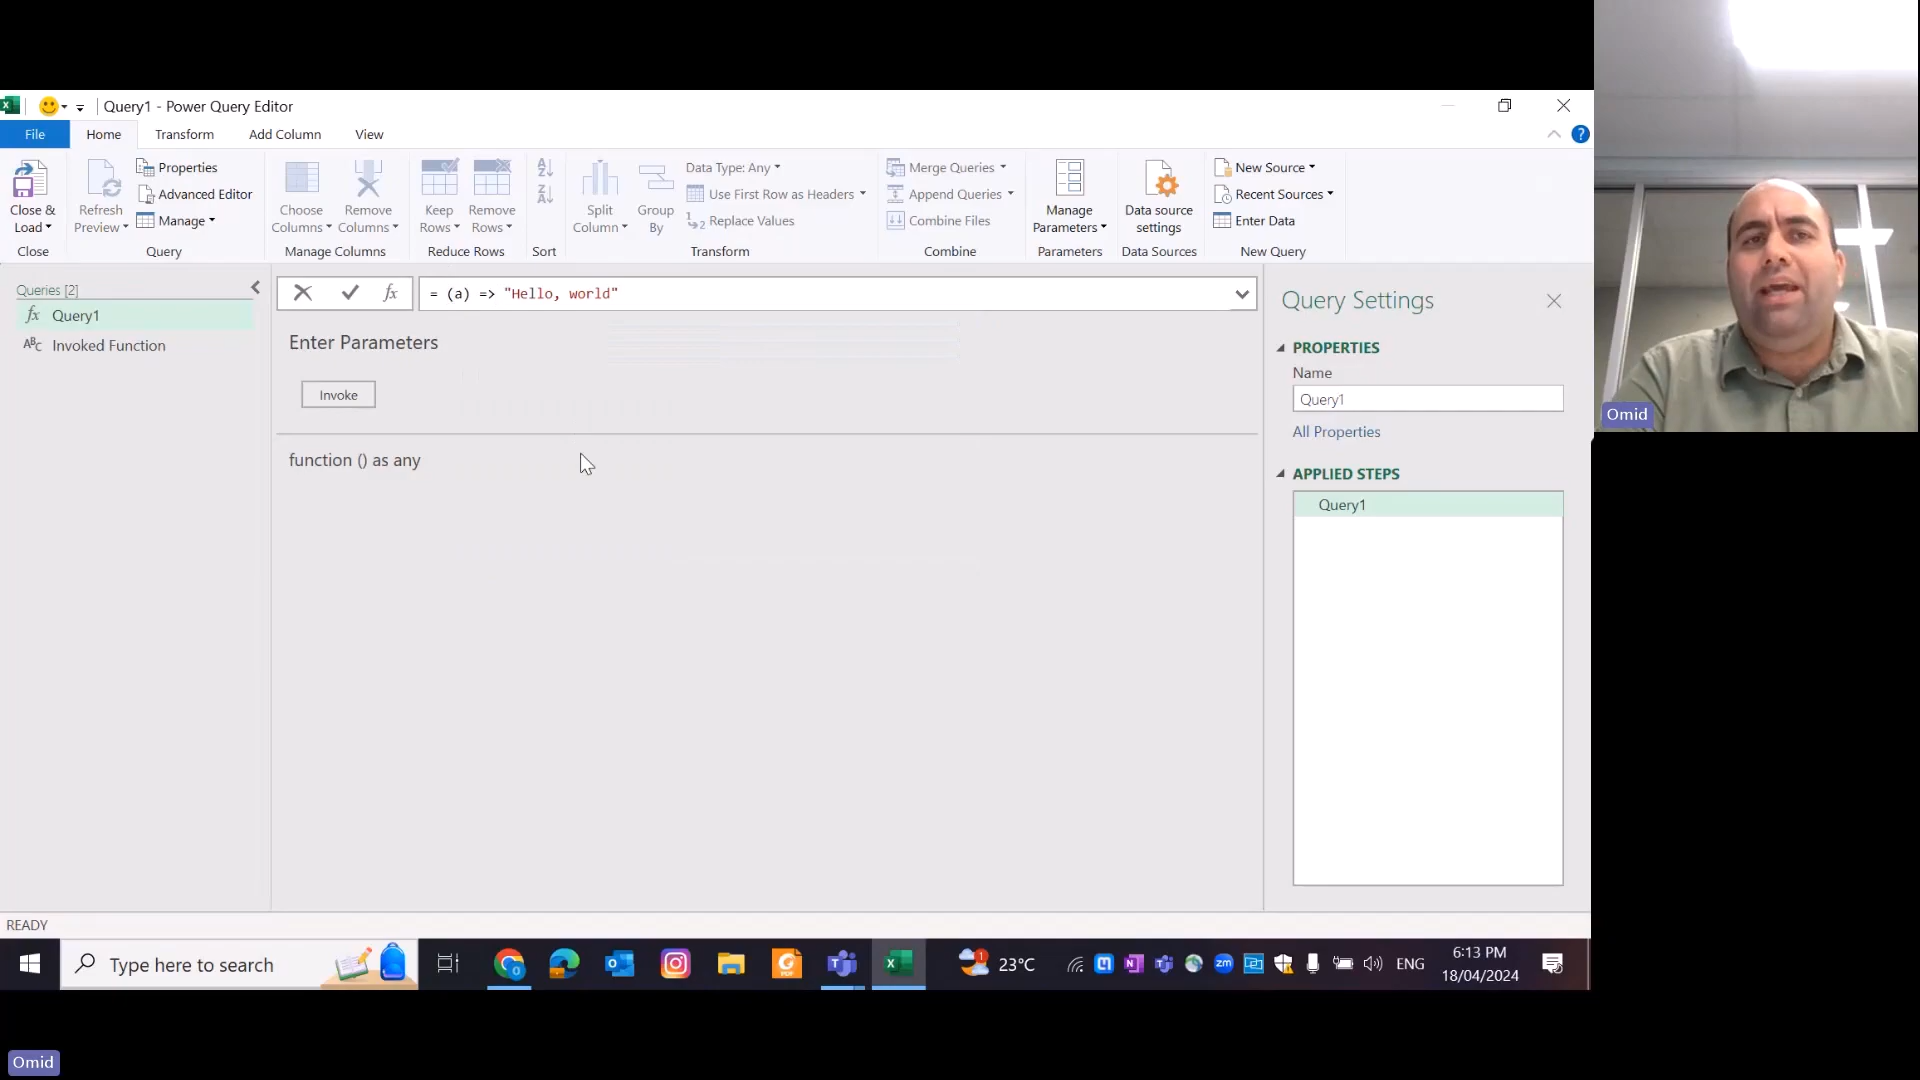 Query1 - Power Query Editor
File
Home
Transform
Add Column
View
Close &
Load
Close
Refresh
Preview
Properties
Advanced Editor
Manage
Query
Choose
Columns
Remove
Columns
Manage Columns
Keep
Rows
Remove
Rows
Reduce Rows
Sort
Split
Column
Group
By
Data Type: Any
Use First Row as Headers
Replace Values
Transform
Merge Queries
Append Queries
Combine Files
Combine
Manage
Parameters
Parameters
Data source
settings
Data Sources
New Source
Recent Sources
Enter Data
New Query
Queries [2]
Query1
Invoked Function
= (a) => "Hello, world"
Enter Parameters
Invoke
function () as any
Query Settings
PROPERTIES
Name
Query1
All Properties
APPLIED STEPS
Query1
Omid
READY
Type here to search
23°C
ENG
6:13 PM
18/04/2024
Omid